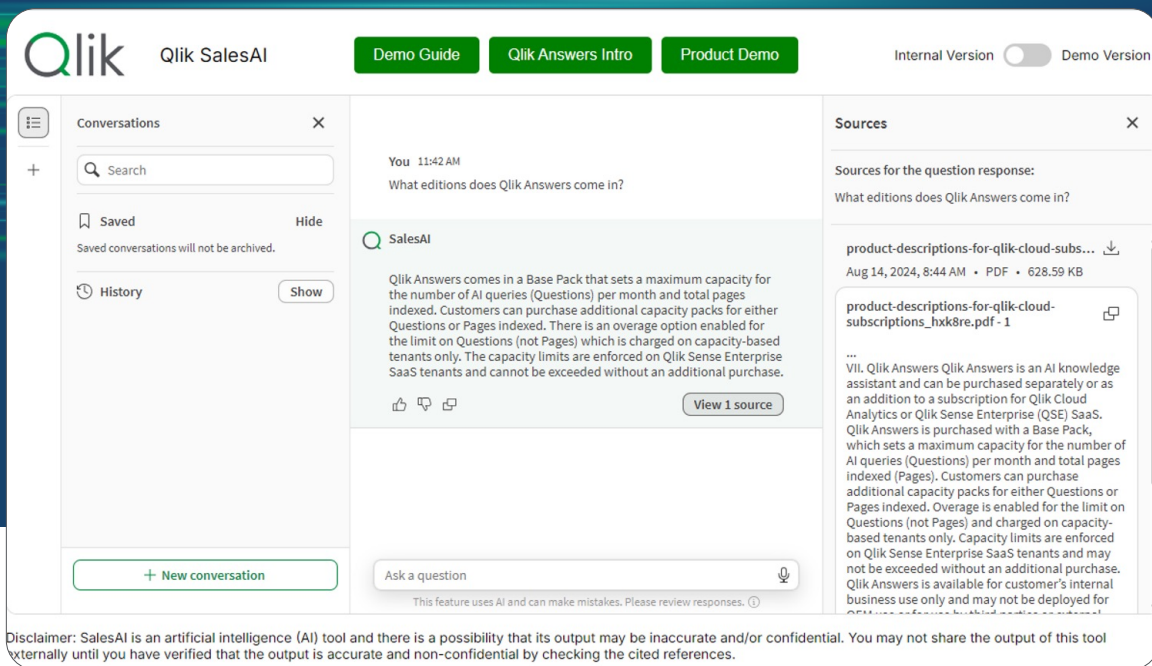 Qlik
Qlik SalesAI
Demo Guide
Qlik Answers Intro
Product Demo
Internal Version
Demo Version
Conversations
Search
Saved
Hide
Saved conversations will not be archived.
History
Show
+ New conversation
You 11:42 AM
What editions does Qlik Answers come in?
SalesAI
Qlik Answers comes in a Base Pack that sets a maximum capacity for
the number of AI queries (Questions) per month and total pages
indexed. Customers can purchase additional capacity packs for either
Questions or Pages indexed. There is an overage option enabled for
the limit on Questions (not Pages) which is charged on capacity-based
tenants only. The capacity limits are enforced on Qlik Sense Enterprise
SaaS tenants and cannot be exceeded without an additional purchase.
View 1 source
Ask a question
This feature uses AI and can make mistakes. Please review responses.
Sources
Sources for the question response:
What editions does Qlik Answers come in?
product-descriptions-for-qlik-cloud-subs...
Aug 14, 2024, 8:44 AM • PDF • 628.59 KB
product-descriptions-for-qlik-cloud-
subscriptions_hxk8re.pdf - 1
...
VII. Qlik Answers Qlik Answers is an AI knowledge
assistant and can be purchased separately or as
an addition to a subscription for Qlik Cloud
Analytics or Qlik Sense Enterprise (QSE) SaaS.
Qlik Answers is purchased with a Base Pack,
which sets a maximum capacity for the number of
AI queries (Questions) per month and total pages
indexed (Pages). Customers can purchase
additional capacity packs for either Questions or
Pages indexed. Overage is enabled for the limit on
Questions (not Pages) and charged on capacity-
based tenants only. Capacity limits are enforced
on Qlik Sense Enterprise SaaS tenants and may
not be exceeded without an additional purchase.
Qlik Answers is available for customer's internal
business use only and may not be deployed for
Disclaimer: SalesAI is an artificial intelligence (AI) tool and there is a possibility that its output may be inaccurate and/or confidential. You may not share the output of this tool
externally until you have verified that the output is accurate and non-confidential by checking the cited references.